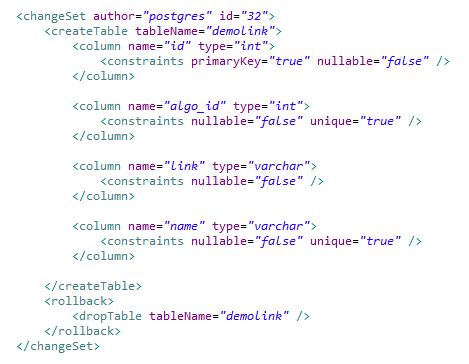 <changeSet author="postgres" id="32">
<createTable tableName="demolink">
<column name="id" type="int">
<constraints primaryKey="true" nullable="false" />
</column>
<column name="algo_id" type="int">
<constraints nullable="false" unique="true" />
</column>
<column name="link" type="varchar">
<constraints nullable="false" />
</column>
<column name="name" type="varchar">
<constraints nullable="false" unique="true" />
</column>
</createTable>
<rollback>
<dropTable tableName="demolink" />
</rollback>
</changeSet>